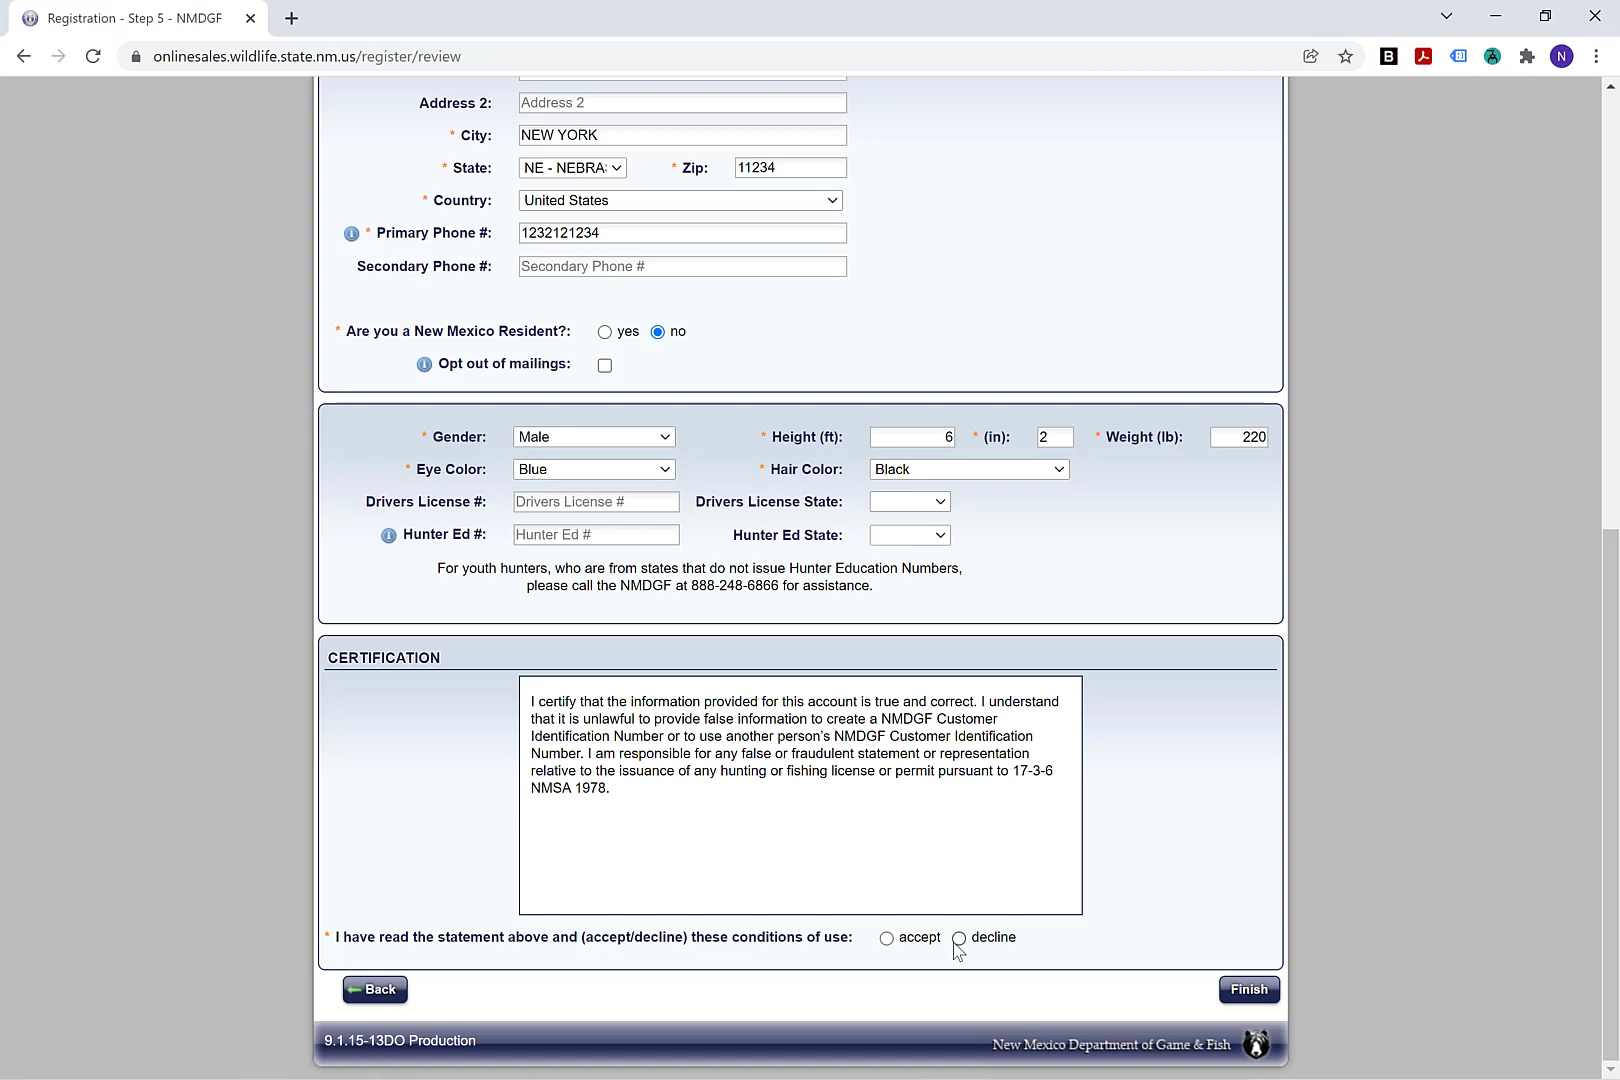 Registration - Step 5 - NMDGF
onlinesales.wildlife.state.nm.us/register/review
B
N
Address 2: Address 2
* City: NEW YORK
* State: NE - NEBRA * Zip: 11234
* Country: United States
* Primary Phone #: 1232121234
Secondary Phone #: Secondary Phone #
* Are you a New Mexico Resident?: yes no
Opt out of mailings:
* Gender: Male * Height (ft): 6 * (in): 2 * Weight (lb): 220
* Eye Color: Blue * Hair Color: Black
Drivers License #: Drivers License # Drivers License State:
Hunter Ed #: Hunter Ed # Hunter Ed State:
For youth hunters, who are from states that do not issue Hunter Education Numbers,
please call the NMDGF at 888-248-6866 for assistance.
CERTIFICATION
I certify that the information provided for this account is true and correct. I understand
that it is unlawful to provide false information to create a NMDGF Customer
Identification Number or to use another person's NMDGF Customer Identification
Number. I am responsible for any false or fraudulent statement or representation
relative to the issuance of any hunting or fishing license or permit pursuant to 17-3-6
NMSA 1978.
* I have read the statement above and (accept/decline) these conditions of use: accept decline
Back Finish
9.1.15-13DO Production
New Mexico Department of Game & Fish